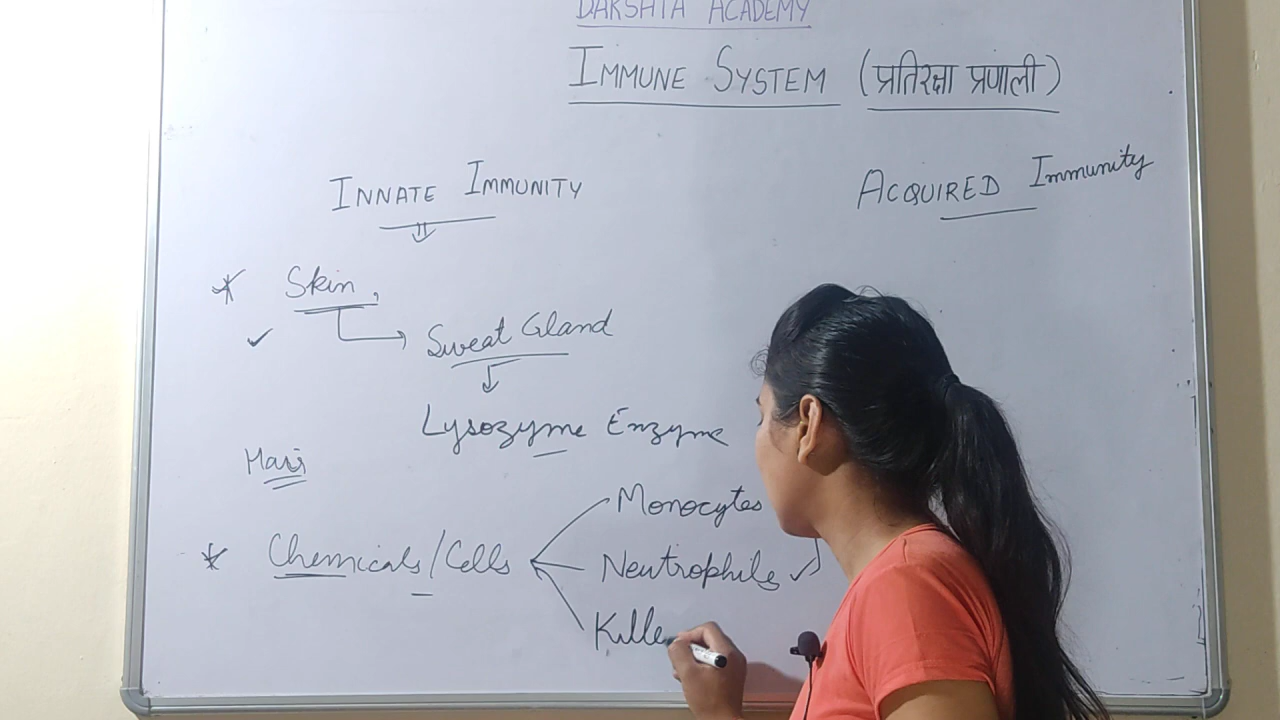 DARSHTA ACADEMY
IMMUNE SYSTEM (प्रतिरक्षा प्रणाली)
INNATE IMMUNITY
ACQUIRED Immunity
Skin,
Sweat Gland
Lysozyme Enzyme
Monocytes
Chemicals/Cells
Neutrophils
Kille